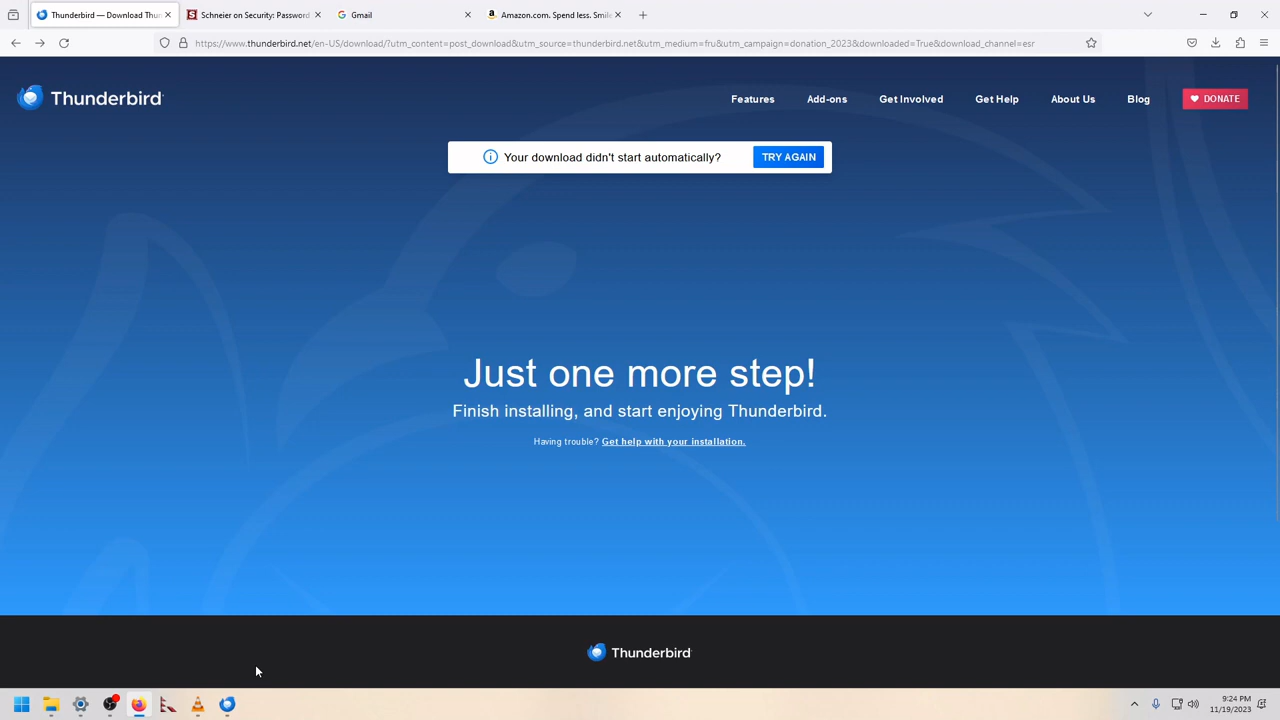 Thunderbird — Download Thun
Schneier on Security: Password
Gmail
Amazon.com. Spend less. Smile
https://www.thunderbird.net/en-US/download/?utm_content=post_download&utm_source=thunderbird.net&utm_medium=fru&utm_campaign=donation_2023&downloaded=True&download_channel=esr
Thunderbird
Features
Add-ons
Get Involved
Get Help
About Us
Blog
DONATE
Your download didn't start automatically?
TRY AGAIN
Just one more step!
Finish installing, and start enjoying Thunderbird.
Having trouble? Get help with your installation.
Thunderbird
9:24 PM
11/19/2023